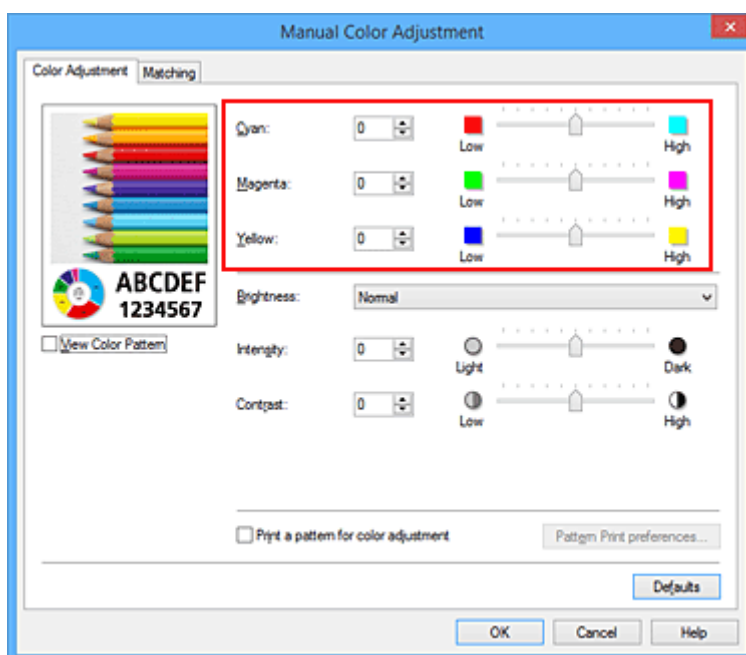 Manual Color Adjustment
Color Adjustment Matching
Cyan: 0 Low High
Magenta: 0 Low High
Yellow: 0 Low High
ABCDEF
1234567
View Color Pattern
Brightness: Normal
Intensity: 0 Light Dark
Contrast: 0 Low High
Print a pattern for color adjustment Pattern Print preferences...
Defaults
OK Cancel Help